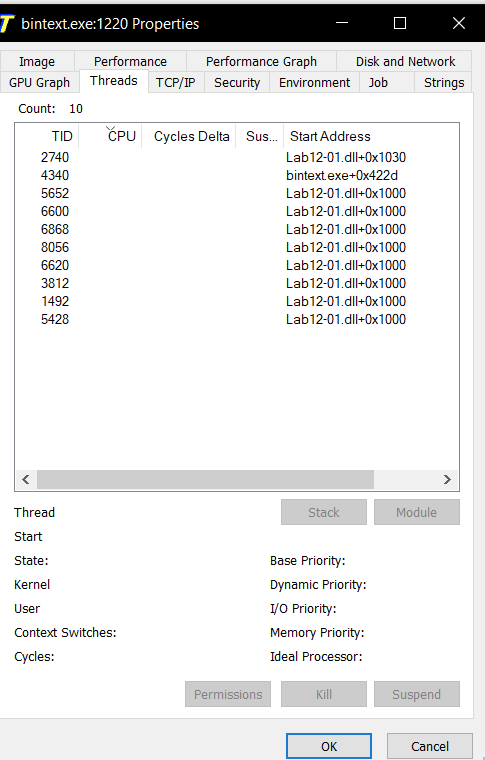 bintext.exe:1220 Properties
Image Performance Performance Graph Disk and Network
GPU Graph Threads TCP/IP Security Environment Job Strings
Count: 10
TID CPU Cycles Delta Sus... Start Address
2740 Lab12-01.dll+0x1030
4340 bintext.exe+0x422d
5652 Lab12-01.dll+0x1000
6600 Lab12-01.dll+0x1000
6868 Lab12-01.dll+0x1000
8056 Lab12-01.dll+0x1000
6620 Lab12-01.dll+0x1000
3812 Lab12-01.dll+0x1000
1492 Lab12-01.dll+0x1000
5428 Lab12-01.dll+0x1000
Thread Stack Module
Start
State: Base Priority:
Kernel Dynamic Priority:
User I/O Priority:
Context Switches: Memory Priority:
Cycles: Ideal Processor:
Permissions Kill Suspend
OK Cancel